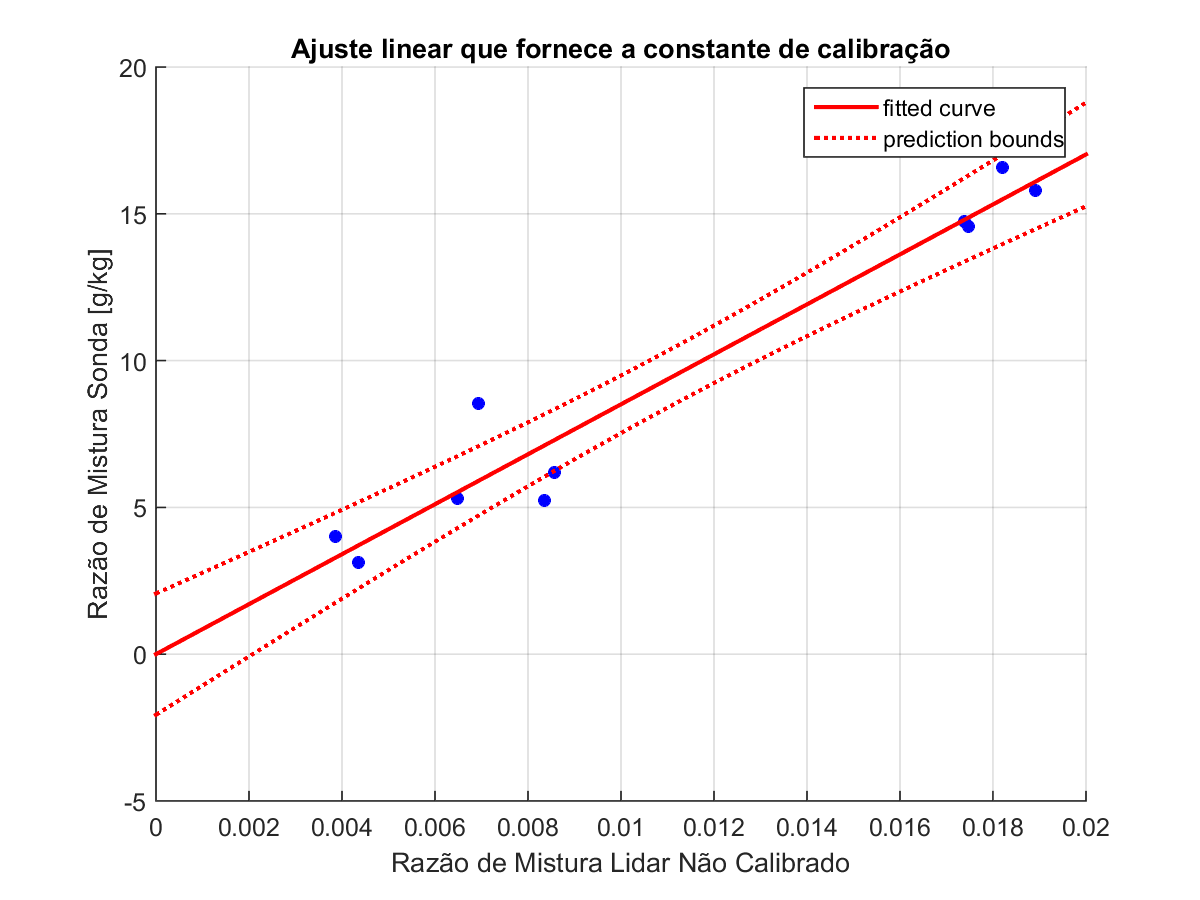 Ajuste linear que fornece a constante de calibração
fitted curve
prediction bounds
Razão de Mistura Sonda [g/kg]
20
15
10
5
0
-5
0 0.002 0.004 0.006 0.008 0.01 0.012 0.014 0.016 0.018 0.02
Razão de Mistura Lidar Não Calibrado